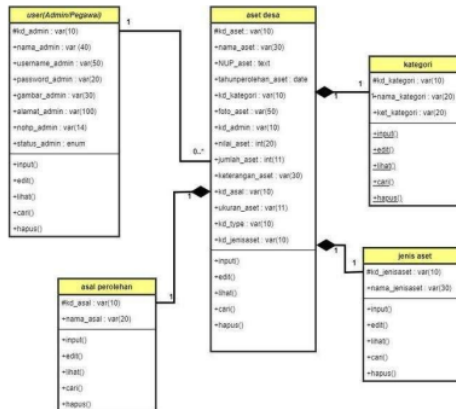 user(Admin/Pegawai)
#kd_admin : var(10)
+nama_admin : var (40)
+username_admin : var(50)
+password_admin : var(20)
+gambar_admin : var(30)
+alamat_admin : var(100)
+nohp_admin : var(14)
+status_admin : enum
+input()
+edit()
+lihat()
+cari()
+hapus()
1
0..*
aset desa
+kd_aset : var(10)
+nama_aset : var(30)
+NUP_aset : text
+tahunperolehan_aset : date
+kd_kategori : var(10)
+foto_aset : var(50)
+kd_admin : var(10)
+nilai_aset : int(20)
+jumlah_aset : int(11)
+keterangan_aset : var(30)
+kd_asal : var(10)
+ukuran_aset : var(11)
+kd_type : var(10)
+kd_jenisaset : var(10)
+input()
+edit()
+lihat()
+cari()
+hapus()
1
1
kategori
#kd_kategori : var(10)
+nama_kategori : var(20)
+ket_kategori : var(20)
+input()
+edit()
+lihat()
+cari()
+hapus()
1
1
asal perolehan
#kd_asal : var(10)
+nama_asal : var(20)
+input()
+edit()
+lihat()
+cari()
+hapus()
1
1
jenis aset
#kd_jenisaset : var(10)
+nama_jenisaset : var(30)
+input()
+edit()
+lihat()
+cari()
+hapus()